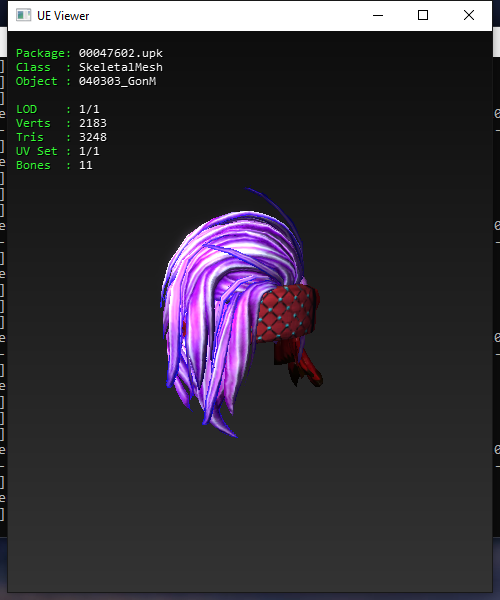 UE Viewer
Package: 00047602.upk
Class : SkeletalMesh
Object : 040303_GonM
LOD : 1/1
Verts : 2183
Tris : 3248
UV Set : 1/1
Bones : 11